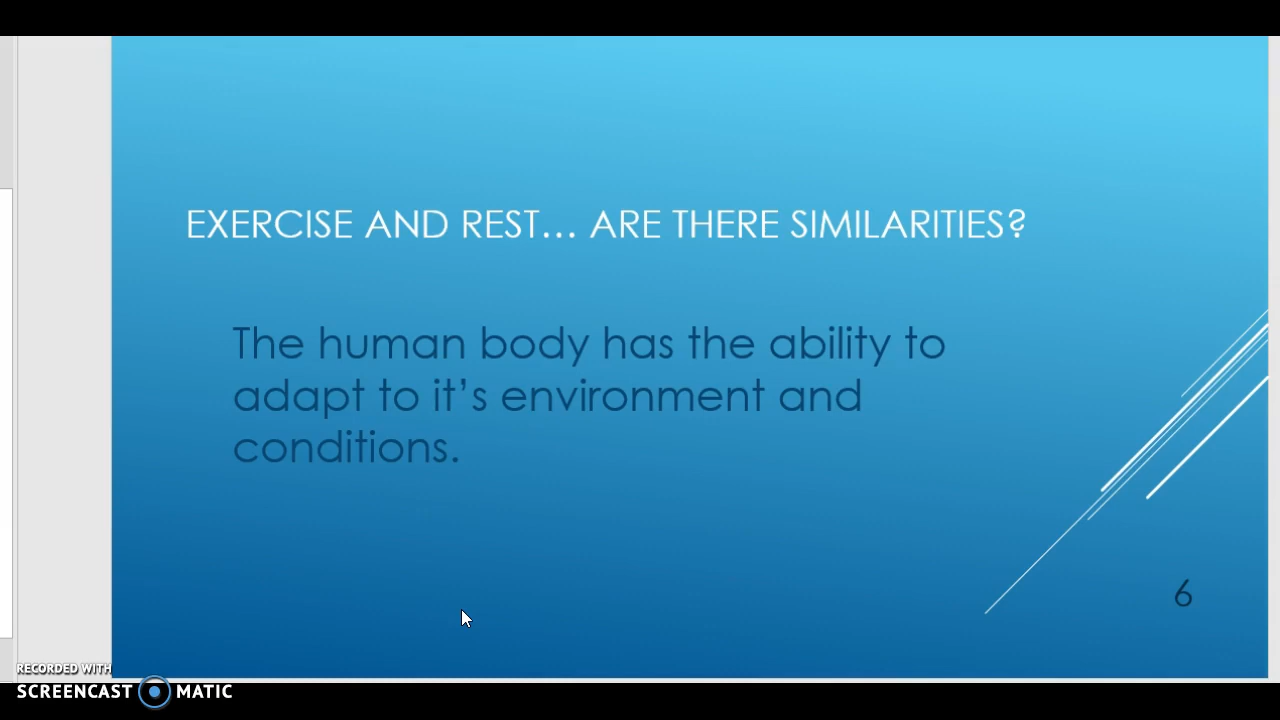 EXERCISE AND REST... ARE THERE SIMILARITIES?
The human body has the ability to
adapt to it’s environment and
conditions.
6
RECORDED WITH
SCREENCAST MATIC